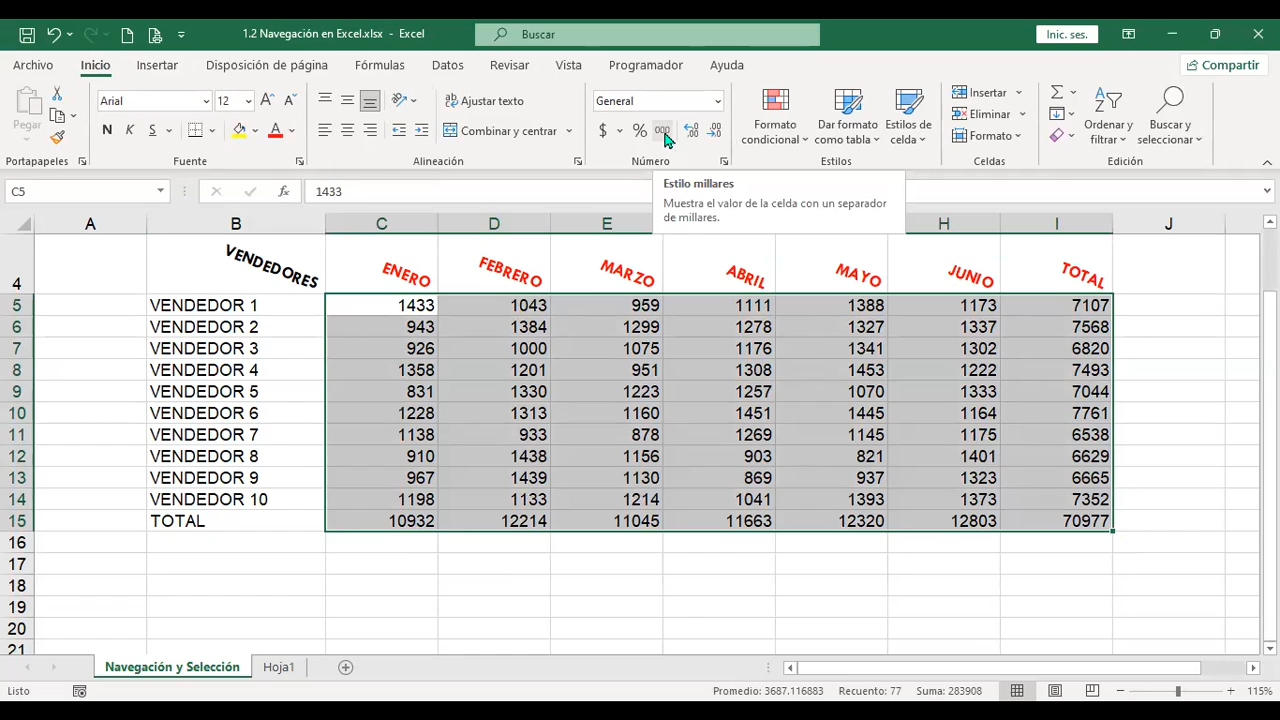 1.2 Navegación en Excel.xlsx - Excel
Buscar
Inic. ses.
Archivo Inicio Insertar Disposición de página Fórmulas Datos Revisar Vista Programador Ayuda Compartir
Pegar
Arial 12
N K S
Ajustar texto
Combinar y centrar
General
$ % 000
Formato condicional
Dar formato como tabla
Estilos de celda
Insertar
Eliminar
Formato
Ordenar y filtrar
Buscar y seleccionar
Portapapeles Fuente Alineación Número Estilos Celdas Edición
C5 fx 1433
Estilo millares
Muestra el valor de la celda con un separador
de millares.
A B C D E H I J
4 VENDEDORES ENERO FEBRERO MARZO ABRIL MAYO JUNIO TOTAL
5 VENDEDOR 1 1433 1043 959 1111 1388 1173 7107
6 VENDEDOR 2 943 1384 1299 1278 1327 1337 7568
7 VENDEDOR 3 926 1000 1075 1176 1341 1302 6820
8 VENDEDOR 4 1358 1201 951 1308 1453 1222 7493
9 VENDEDOR 5 831 1330 1223 1257 1070 1333 7044
10 VENDEDOR 6 1228 1313 1160 1451 1445 1164 7761
11 VENDEDOR 7 1138 933 878 1269 1145 1175 6538
12 VENDEDOR 8 910 1438 1156 903 821 1401 6629
13 VENDEDOR 9 967 1439 1130 869 937 1323 6665
14 VENDEDOR 10 1198 1133 1214 1041 1393 1373 7352
15 TOTAL 10932 12214 11045 11663 12320 12803 70977
16
17
18
19
20
21
Navegación y Selección Hoja1
Listo Promedio: 3687.116883 Recuento: 77 Suma: 283908 115%